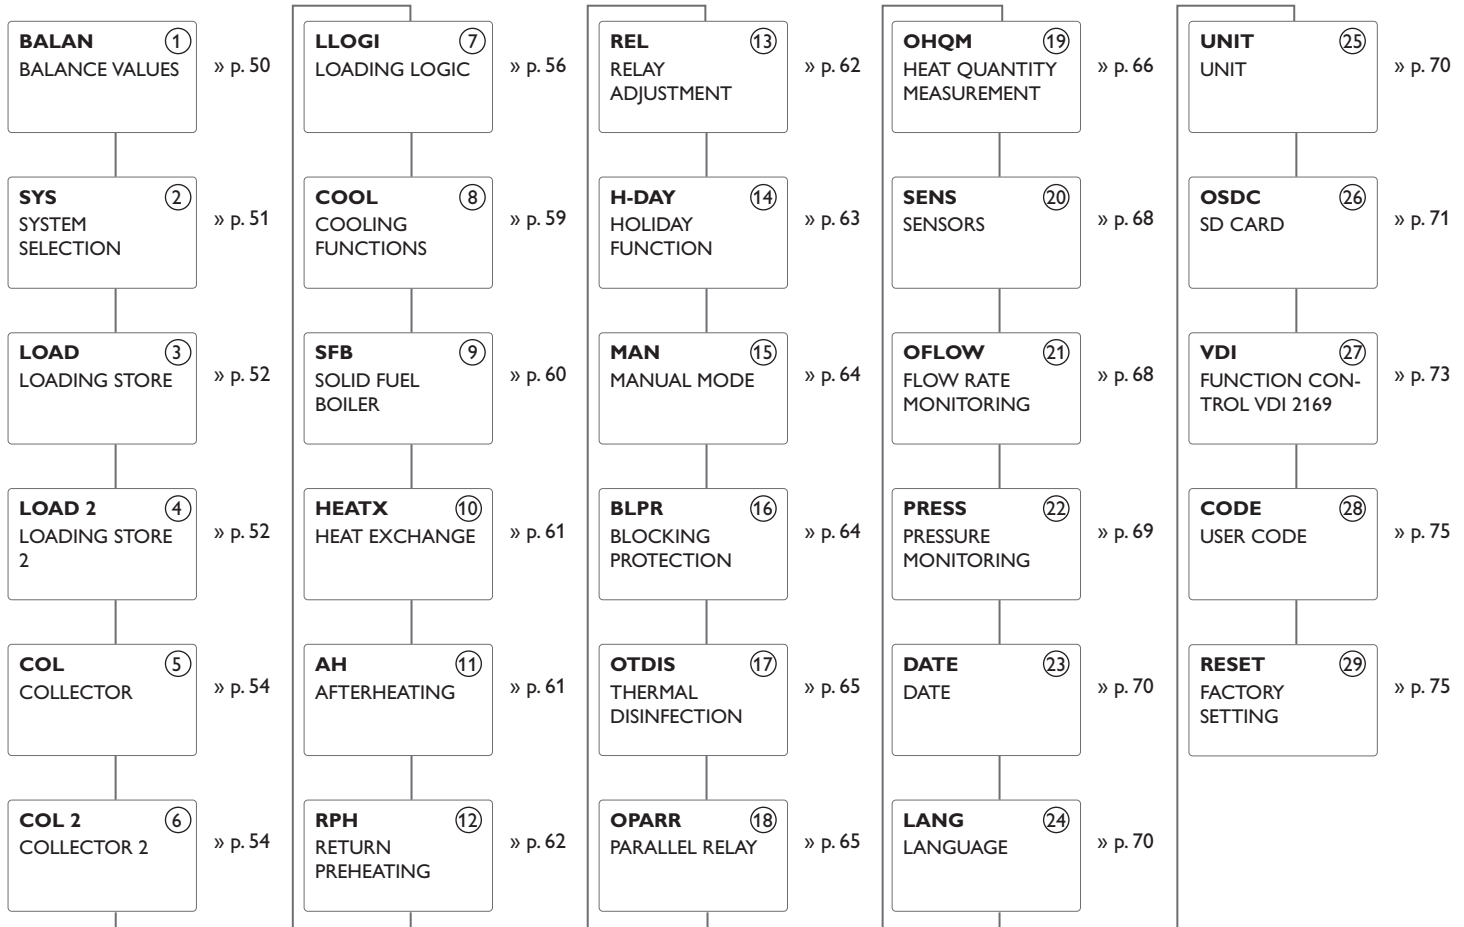 BALAN 1
BALANCE VALUES
» p. 50
SYS 2
SYSTEM
SELECTION
» p. 51
LOAD 3
LOADING STORE
» p. 52
LOAD 2 4
LOADING STORE
2
» p. 52
COL 5
COLLECTOR
» p. 54
COL 2 6
COLLECTOR 2
» p. 54
LLOGI 7
LOADING LOGIC
» p. 56
COOL 8
COOLING
FUNCTIONS
» p. 59
SFB 9
SOLID FUEL
BOILER
» p. 60
HEATX 10
HEAT EXCHANGE
» p. 61
AH 11
AFTERHEATING
» p. 61
RPH 12
RETURN
PREHEATING
» p. 62
REL 13
RELAY
ADJUSTMENT
» p. 62
H-DAY 14
HOLIDAY
FUNCTION
» p. 63
MAN 15
MANUAL MODE
» p. 64
BLPR 16
BLOCKING
PROTECTION
» p. 64
OTDIS 17
THERMAL
DISINFECTION
» p. 65
OPARR 18
PARALLEL RELAY
» p. 65
OHQM 19
HEAT QUANTITY
MEASUREMENT
» p. 66
SENS 20
SENSORS
» p. 68
OFLOW 21
FLOW RATE
MONITORING
» p. 68
PRESS 22
PRESSURE
MONITORING
» p. 69
DATE 23
DATE
» p. 70
LANG 24
LANGUAGE
» p. 70
UNIT 25
UNIT
» p. 70
OSDC 26
SD CARD
» p. 71
VDI 27
FUNCTION CON-
TROL VDI 2169
» p. 73
CODE 28
USER CODE
» p. 75
RESET 29
FACTORY
SETTING
» p. 75